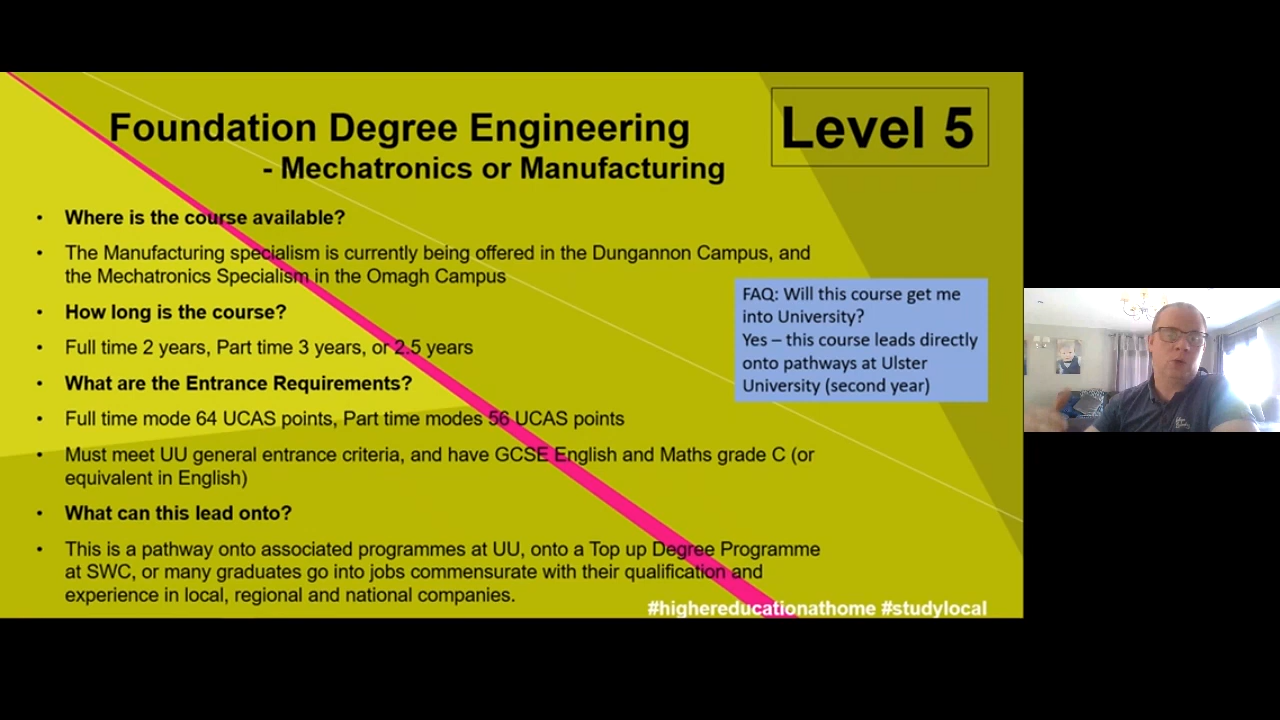 Foundation Degree Engineering
- Mechatronics or Manufacturing
Level 5
• Where is the course available?
• The Manufacturing specialism is currently being offered in the Dungannon Campus, and
the Mechatronics Specialism in the Omagh Campus
• How long is the course?
• Full time 2 years, Part time 3 years, or 2.5 years
• What are the Entrance Requirements?
• Full time mode 64 UCAS points, Part time modes 56 UCAS points
• Must meet UU general entrance criteria, and have GCSE English and Maths grade C (or
equivalent in English)
• What can this lead onto?
• This is a pathway onto associated programmes at UU, onto a Top up Degree Programme
at SWC, or many graduates go into jobs commensurate with their qualification and
experience in local, regional and national companies.
FAQ: Will this course get me
into University?
Yes – this course leads directly
onto pathways at Ulster
University (second year)
#highereducationathome #studylocal